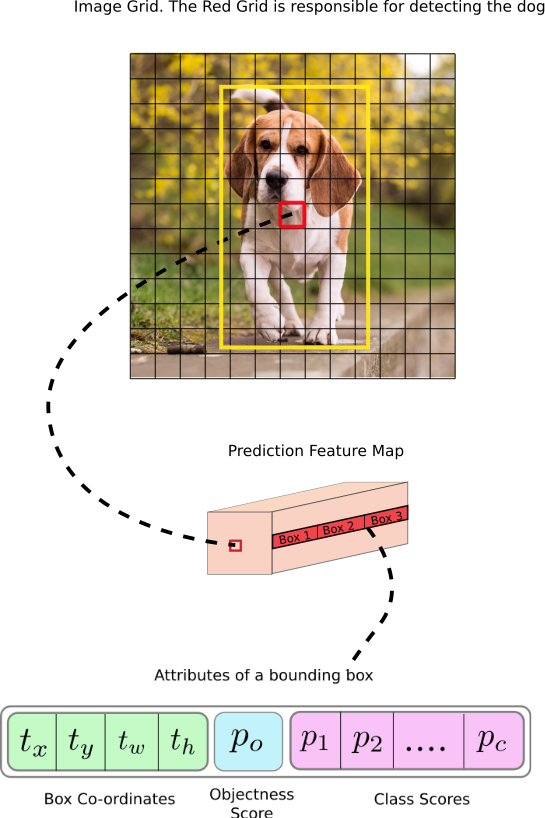 Image Grid. The Red Grid is responsible for detecting the dog
Prediction Feature Map
Box 1 Box 2 Box 3
Attributes of a bounding box
t_x t_y t_w t_h p_o p_1 p_2 .... p_c
Box Co-ordinates Objectness Score Class Scores